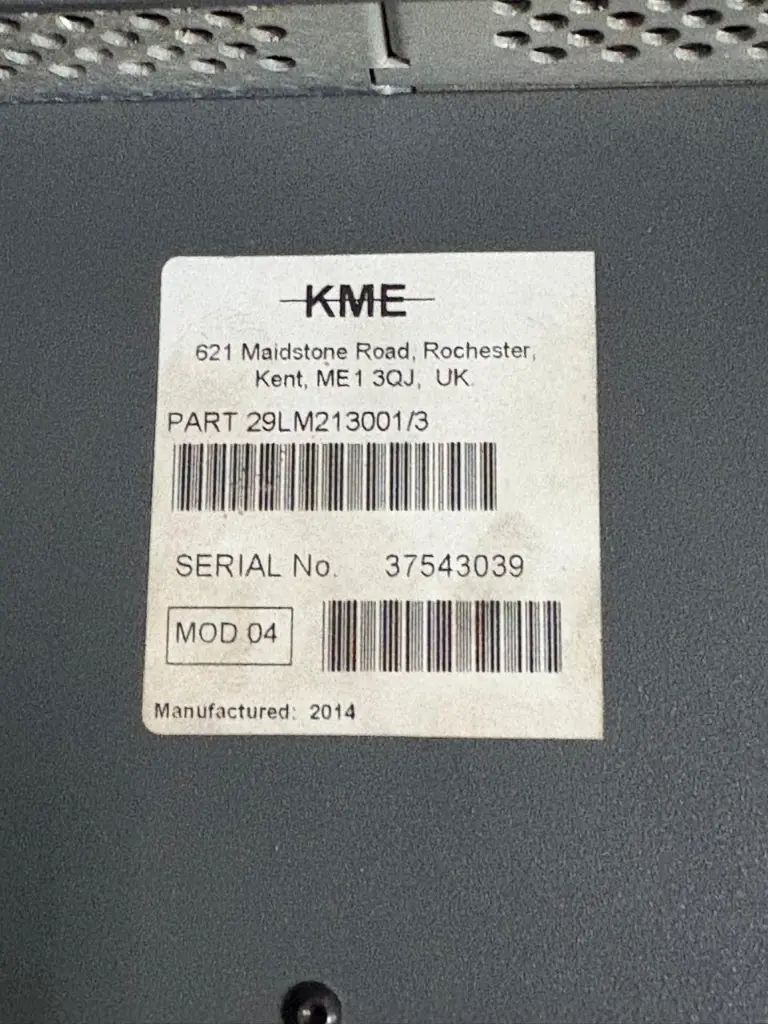 KME
621 Maidstone Road, Rochester,
Kent, ME1 3QJ, UK.
PART 29LM213001/3
SERIAL No. 37543039
MOD 04
Manufactured: 2014